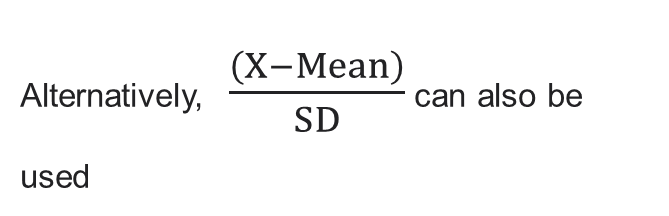 Alternatively, (X−Mean)/SD can also be
used